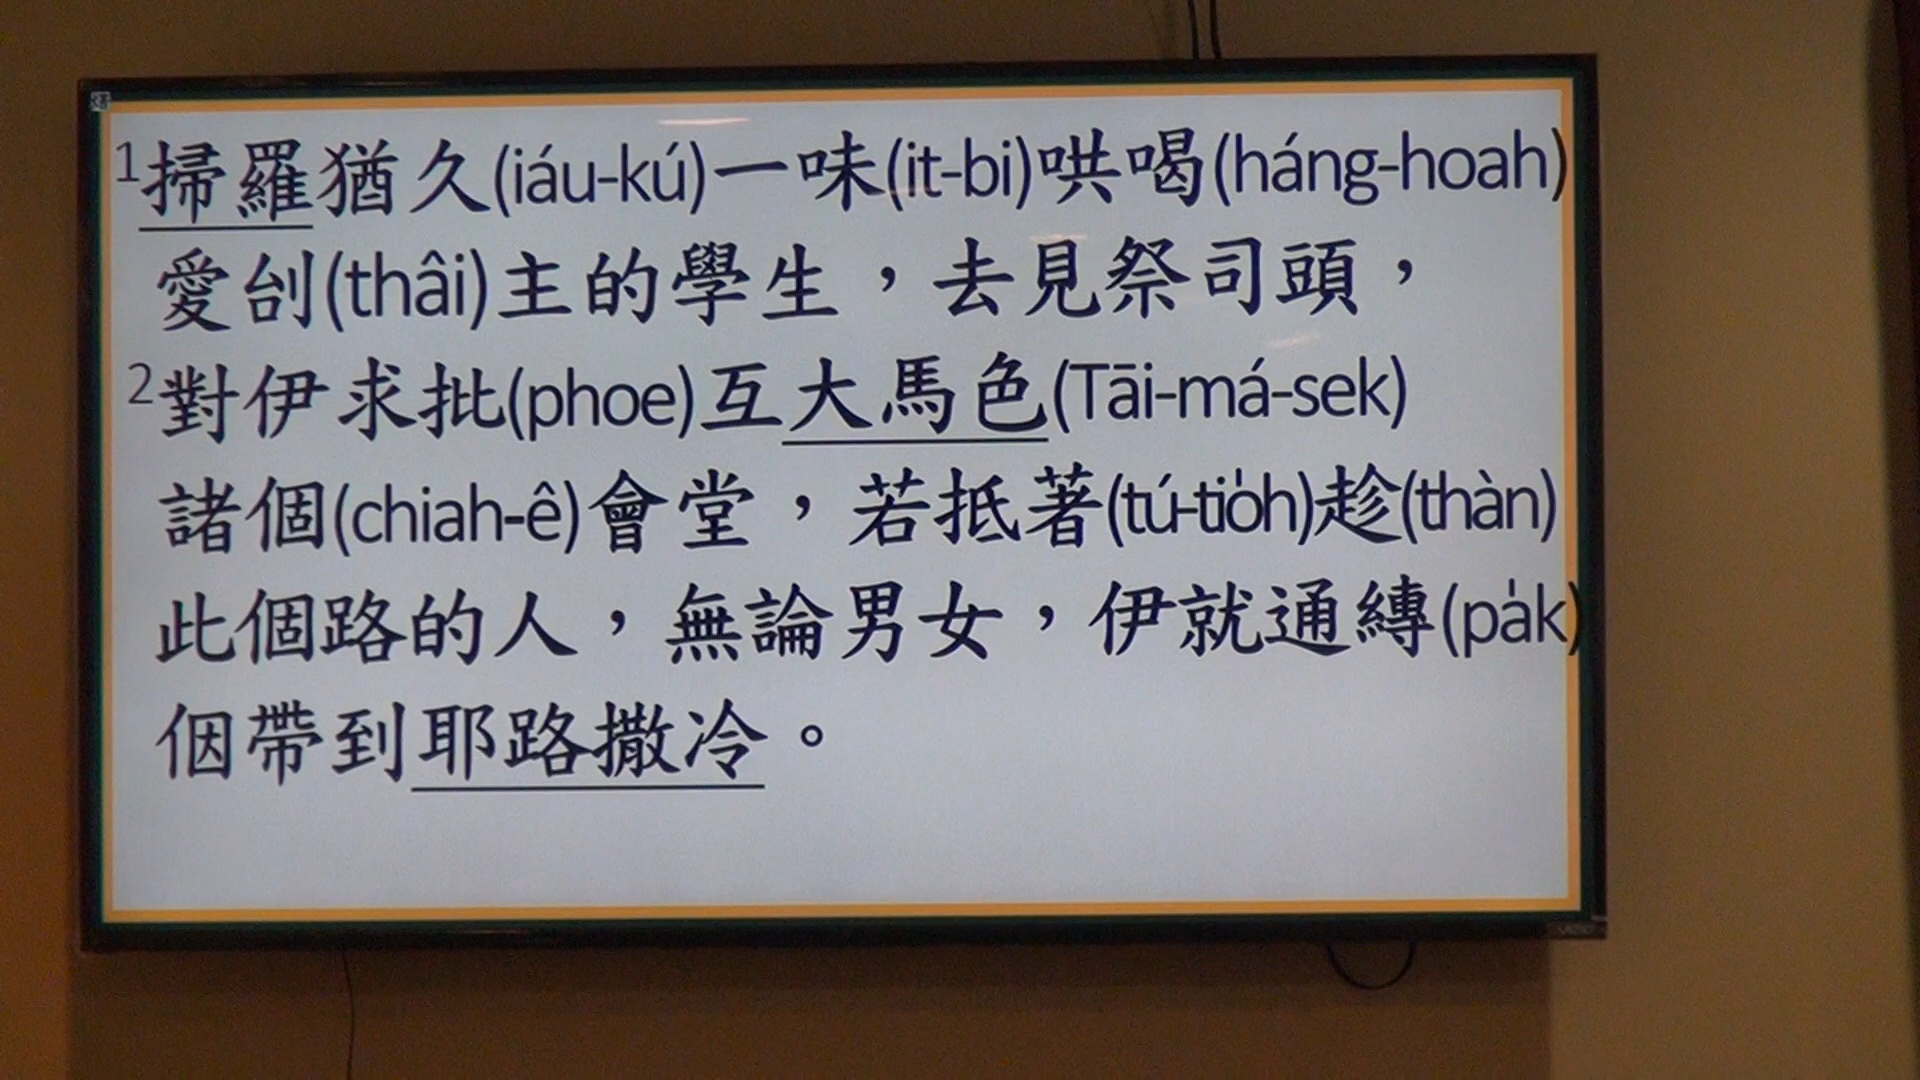 1掃羅猶久(iáu-kú)一味(it-bi)哄喝(háng-hoah)
愛刣(thâi)主的學生，去見祭司頭，
2對伊求批(phoe)互大馬色(Tāi-má-sek)
諸個(chiah-ê)會堂，若抵著(tú-tio̍h)趁(thàn)
此個路的人，無論男女，伊就通縛(pa̍k)
個帶到耶路撒冷。